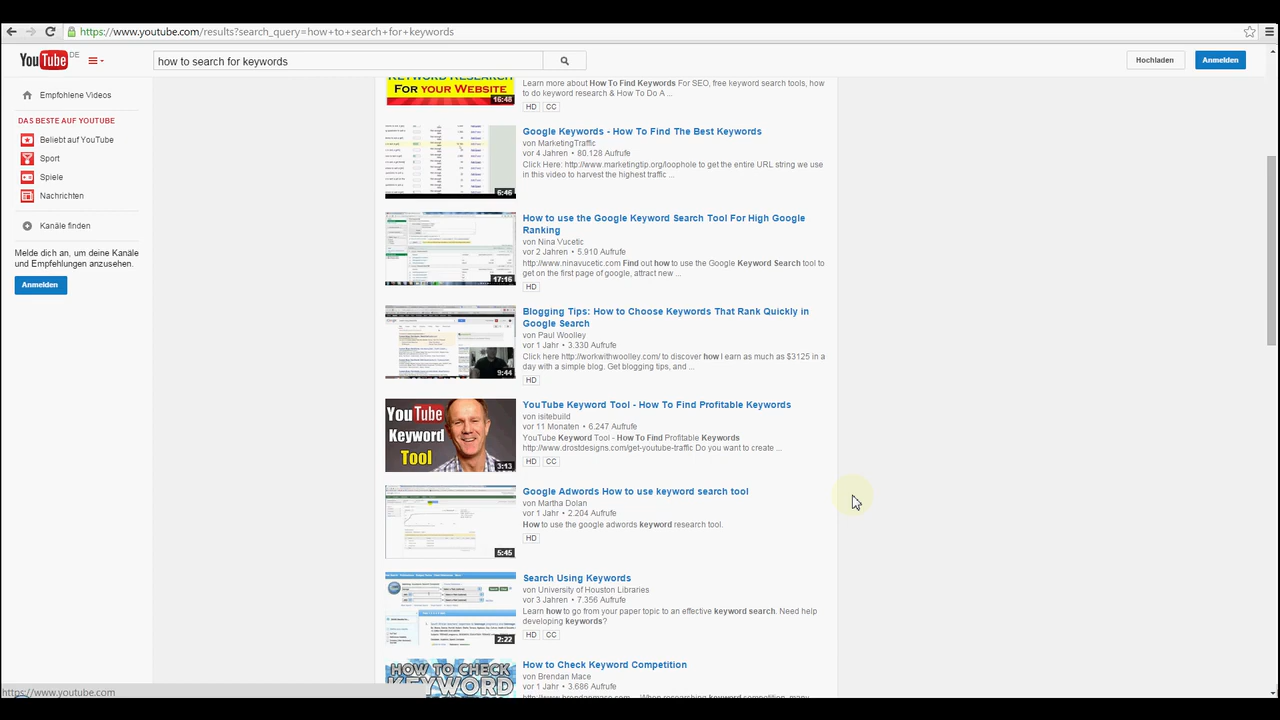 https://www.youtube.com/results?search_query=how+to+search+for+keywords
YouTube DE
how to search for keywords
Hochladen
Anmelden
Empfohlene Videos
DAS BESTE AUF YOUTUBE
Beliebt auf YouTube
Sport
Spiele
Nachrichten
Kanäle finden
Melde dich an, um deine Kanäle
und Empfehlungen anzusehen.
Anmelden
KEYWORD RESEARCH
FOR YOUR WEBSITE
16:48
Learn more about How To Find Keywords For SEO, free keyword search tools, how
to do keyword research & How To Do A ...
HD CC
6:46
Google Keywords - How To Find The Best Keywords
von MarketingTraffic
vor 4 Jahren • 80.128 Aufrufe
Click Here: http://www.marketingtip.org/loophole to get the entire URL string we use
in this video to harvest the highest traffic ...
17:16
How to use the Google Keyword Search Tool For High Google
Ranking
von Nina Vucetic
vor 2 Jahren • 5.910 Aufrufe
http://www.ninavucetic.com Find out how to use the Google Keyword Search tool to
get on the first page of google, attract new ...
HD
9:44
Blogging Tips: How to Choose Keywords That Rank Quickly in
Google Search
von Paul Woolley
vor 1 Jahr • 3.330 Aufrufe
day with a simple blog. Get blogging tips, and ...
HD
You Tube
Keyword
Tool
3:13
YouTube Keyword Tool - How To Find Profitable Keywords
von isitebuild
vor 11 Monaten • 6.247 Aufrufe
YouTube Keyword Tool - How To Find Profitable Keywords
http://www.drostdesigns.com/get-youtube-traffic Do you want to create ...
HD CC
5:45
Google Adwords How to use keyword search tool
von Martha Dolan
vor 1 Jahr • 2.204 Aufrufe
How to use the google adwords keyword research tool.
HD
2:22
Search Using Keywords
von University of Houston Libraries
vor 3 Jahren • 7.356 Aufrufe
Learn how to go from your paper topic to an effective keyword search. Need help
developing keywords?
HD CC
HOW TO CHECK
KEYWORD
How to Check Keyword Competition
von Brendan Mace
vor 1 Jahr • 3.686 Aufrufe
https://www.youtube.com